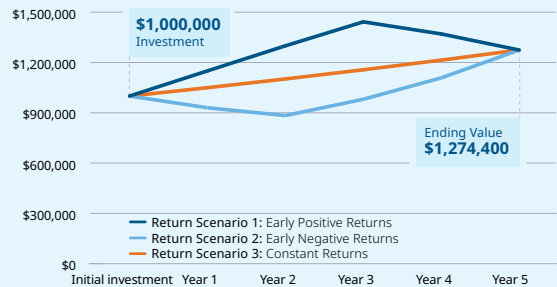 $1,500,000
$1,000,000
Investment
$1,200,000
$900,000
Ending Value
$1,274,400
$600,000
$300,000
Return Scenario 1: Early Positive Returns
Return Scenario 2: Early Negative Returns
Return Scenario 3: Constant Returns
$0
Initial investment Year 1 Year 2 Year 3 Year 4 Year 5